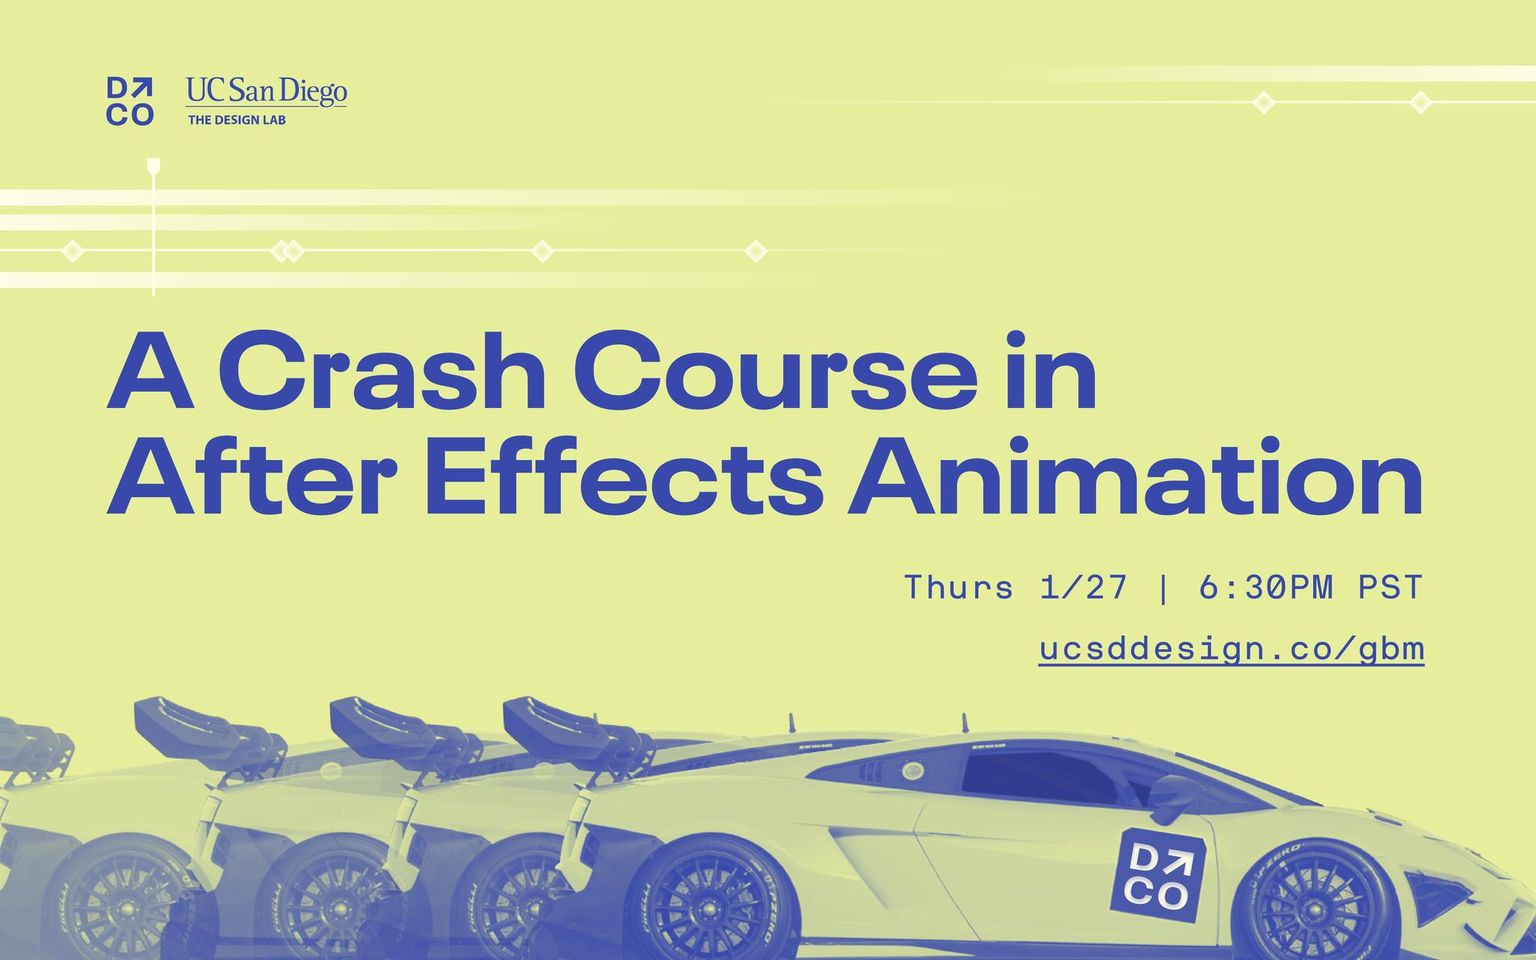 D↗
CO
UC San Diego
THE DESIGN LAB
A Crash Course in
After Effects Animation
Thurs 1/27 | 6:30PM PST
ucsddesign.co/gbm
D↗
CO